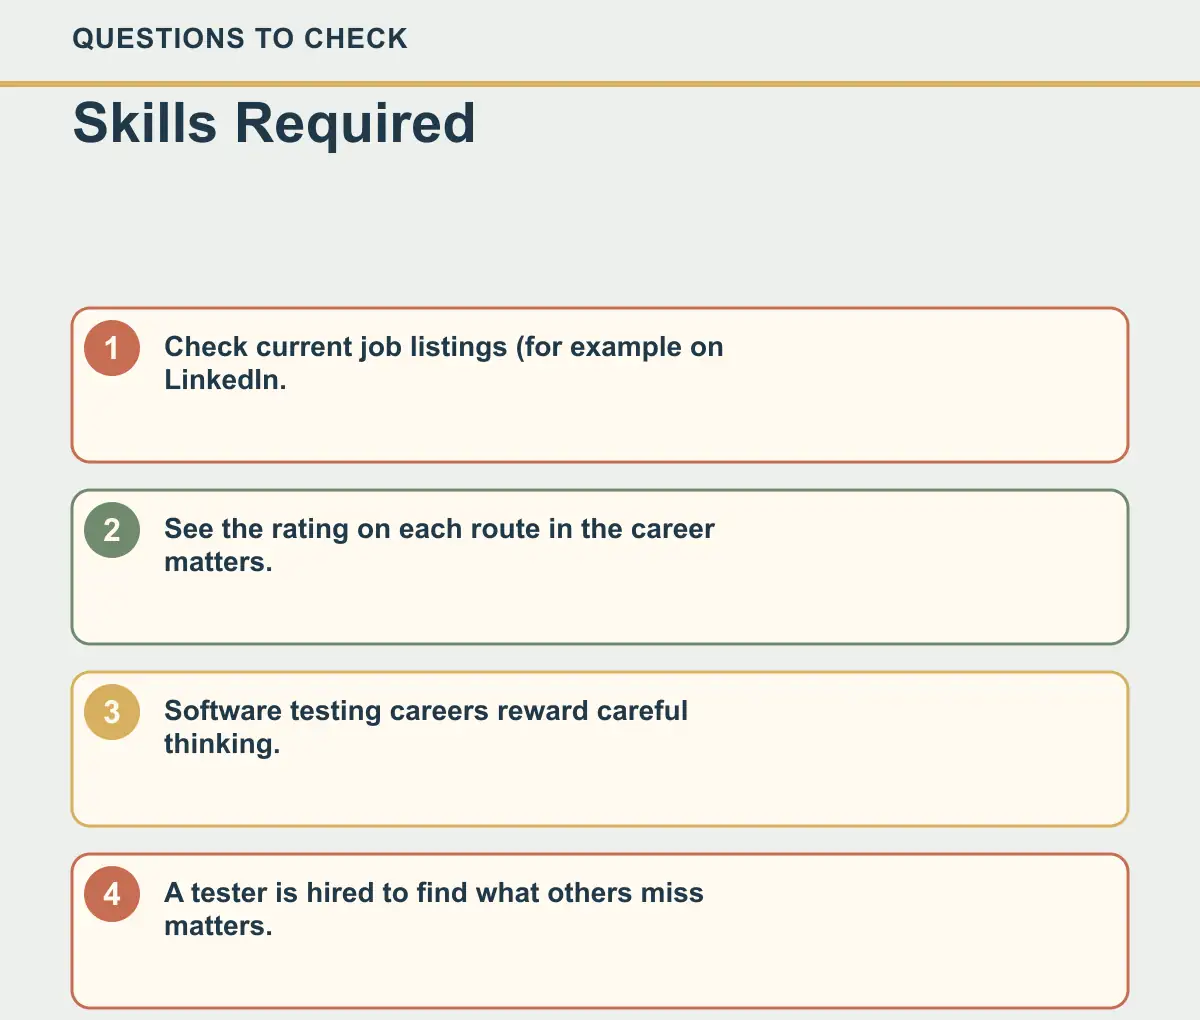 QUESTIONS TO CHECK
Skills Required
1
Check current job listings (for example on
LinkedIn.
2
See the rating on each route in the career
matters.
3
Software testing careers reward careful
thinking.
4
A tester is hired to find what others miss
matters.